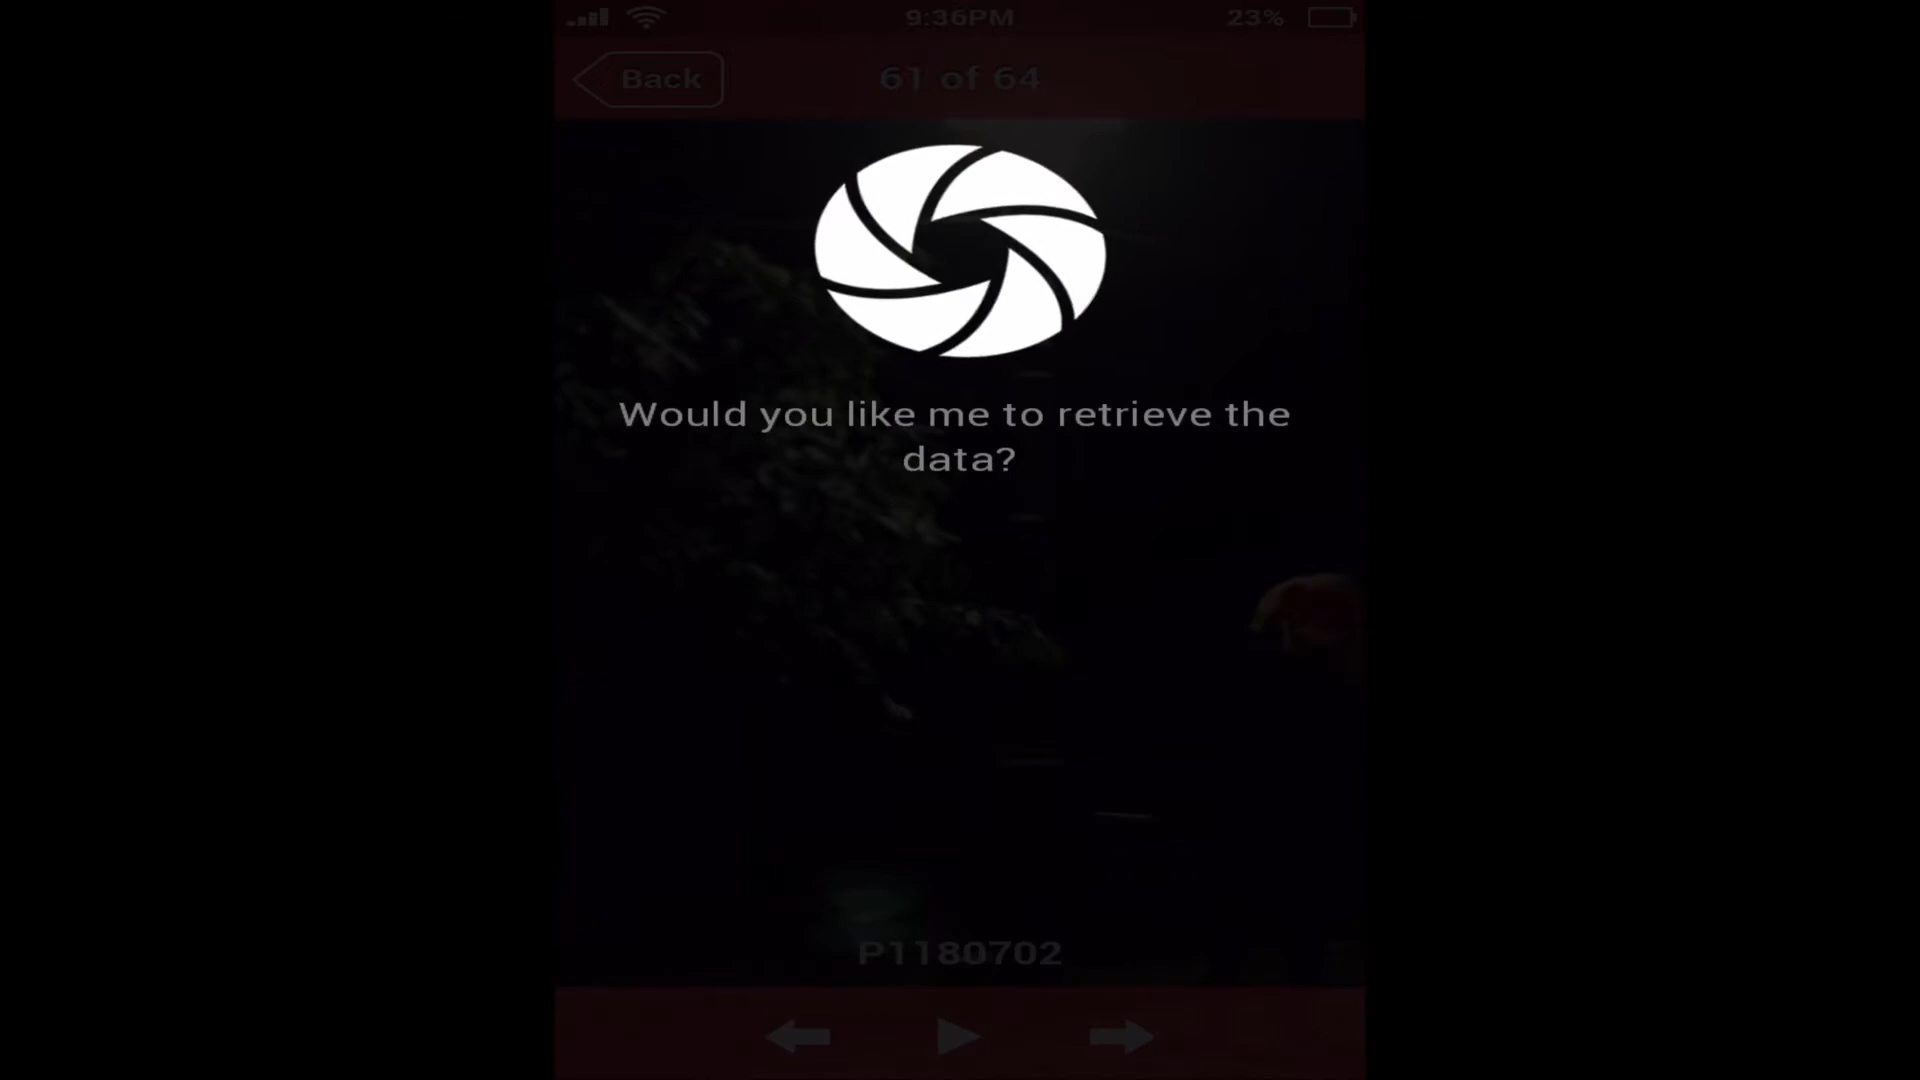 9:36PM
23%
Back
61 of 64
Would you like me to retrieve the
data?
P1180702